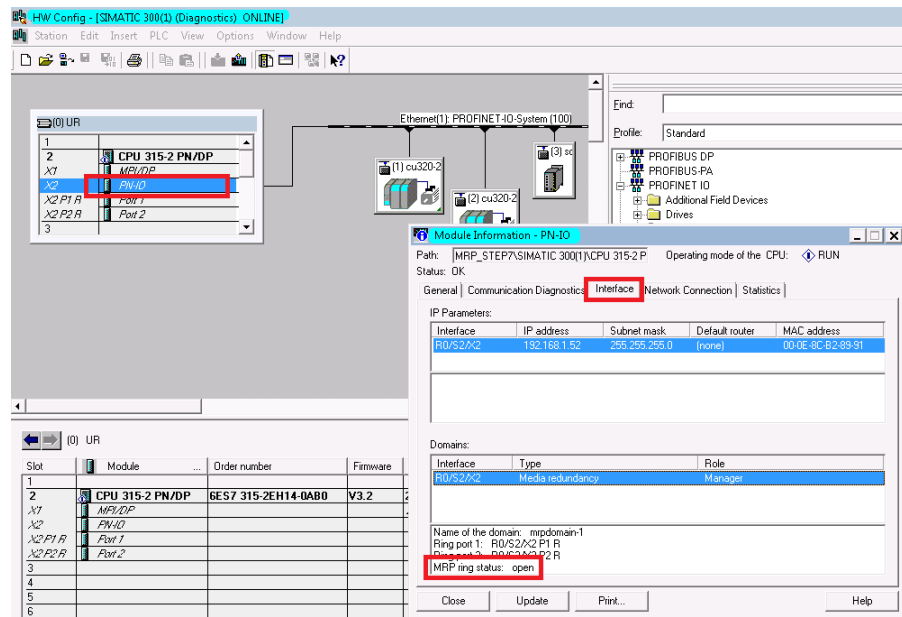 HW Config - [SIMATIC 300(1) (Diagnostics) ONLINE]
Station Edit Insert PLC View Options Window Help
(0) UR
1
2 CPU 315-2 PN/DP
X1 MPI/DP
X2 PN-IO
X2 P1 R Port 1
X2 P2 R Port 2
3
Ethernet(1): PROFINET-IO-System (100)
(1) cu320-2
(2) cu320-2
(3) sc
Find:
Profile: Standard
PROFIBUS DP
PROFIBUS-PA
PROFINET IO
Additional Field Devices
Drives
Module Information - PN-IO
Path: MRP_STEP7\SIMATIC 300(1)\CPU 315-2 P Operating mode of the CPU: RUN
Status: OK
General Communication Diagnostics Interface Network Connection Statistics
IP Parameters:
Interface IP address Subnet mask Default router MAC address
R0/S2/X2 192.168.1.52 255.255.255.0 (none) 00-0E-8C-B2-89-91
Domains:
Interface Type Role
R0/S2/X2 Media redundancy Manager
Name of the domain: mrpdomain-1
Ring port 1: R0/S2/X2 P1 R
Ring port 2: R0/S2/X2 P2 R
MRP ring status: open
Close Update Print... Help
(0) UR
Slot Module ... Order number Firmware
1
2 CPU 315-2 PN/DP 6ES7 315-2EH14-0AB0 V3.2 2
X1 MPI/DP
X2 PN-IO
X2 P1 R Port 1
X2 P2 R Port 2
3
4
5
6